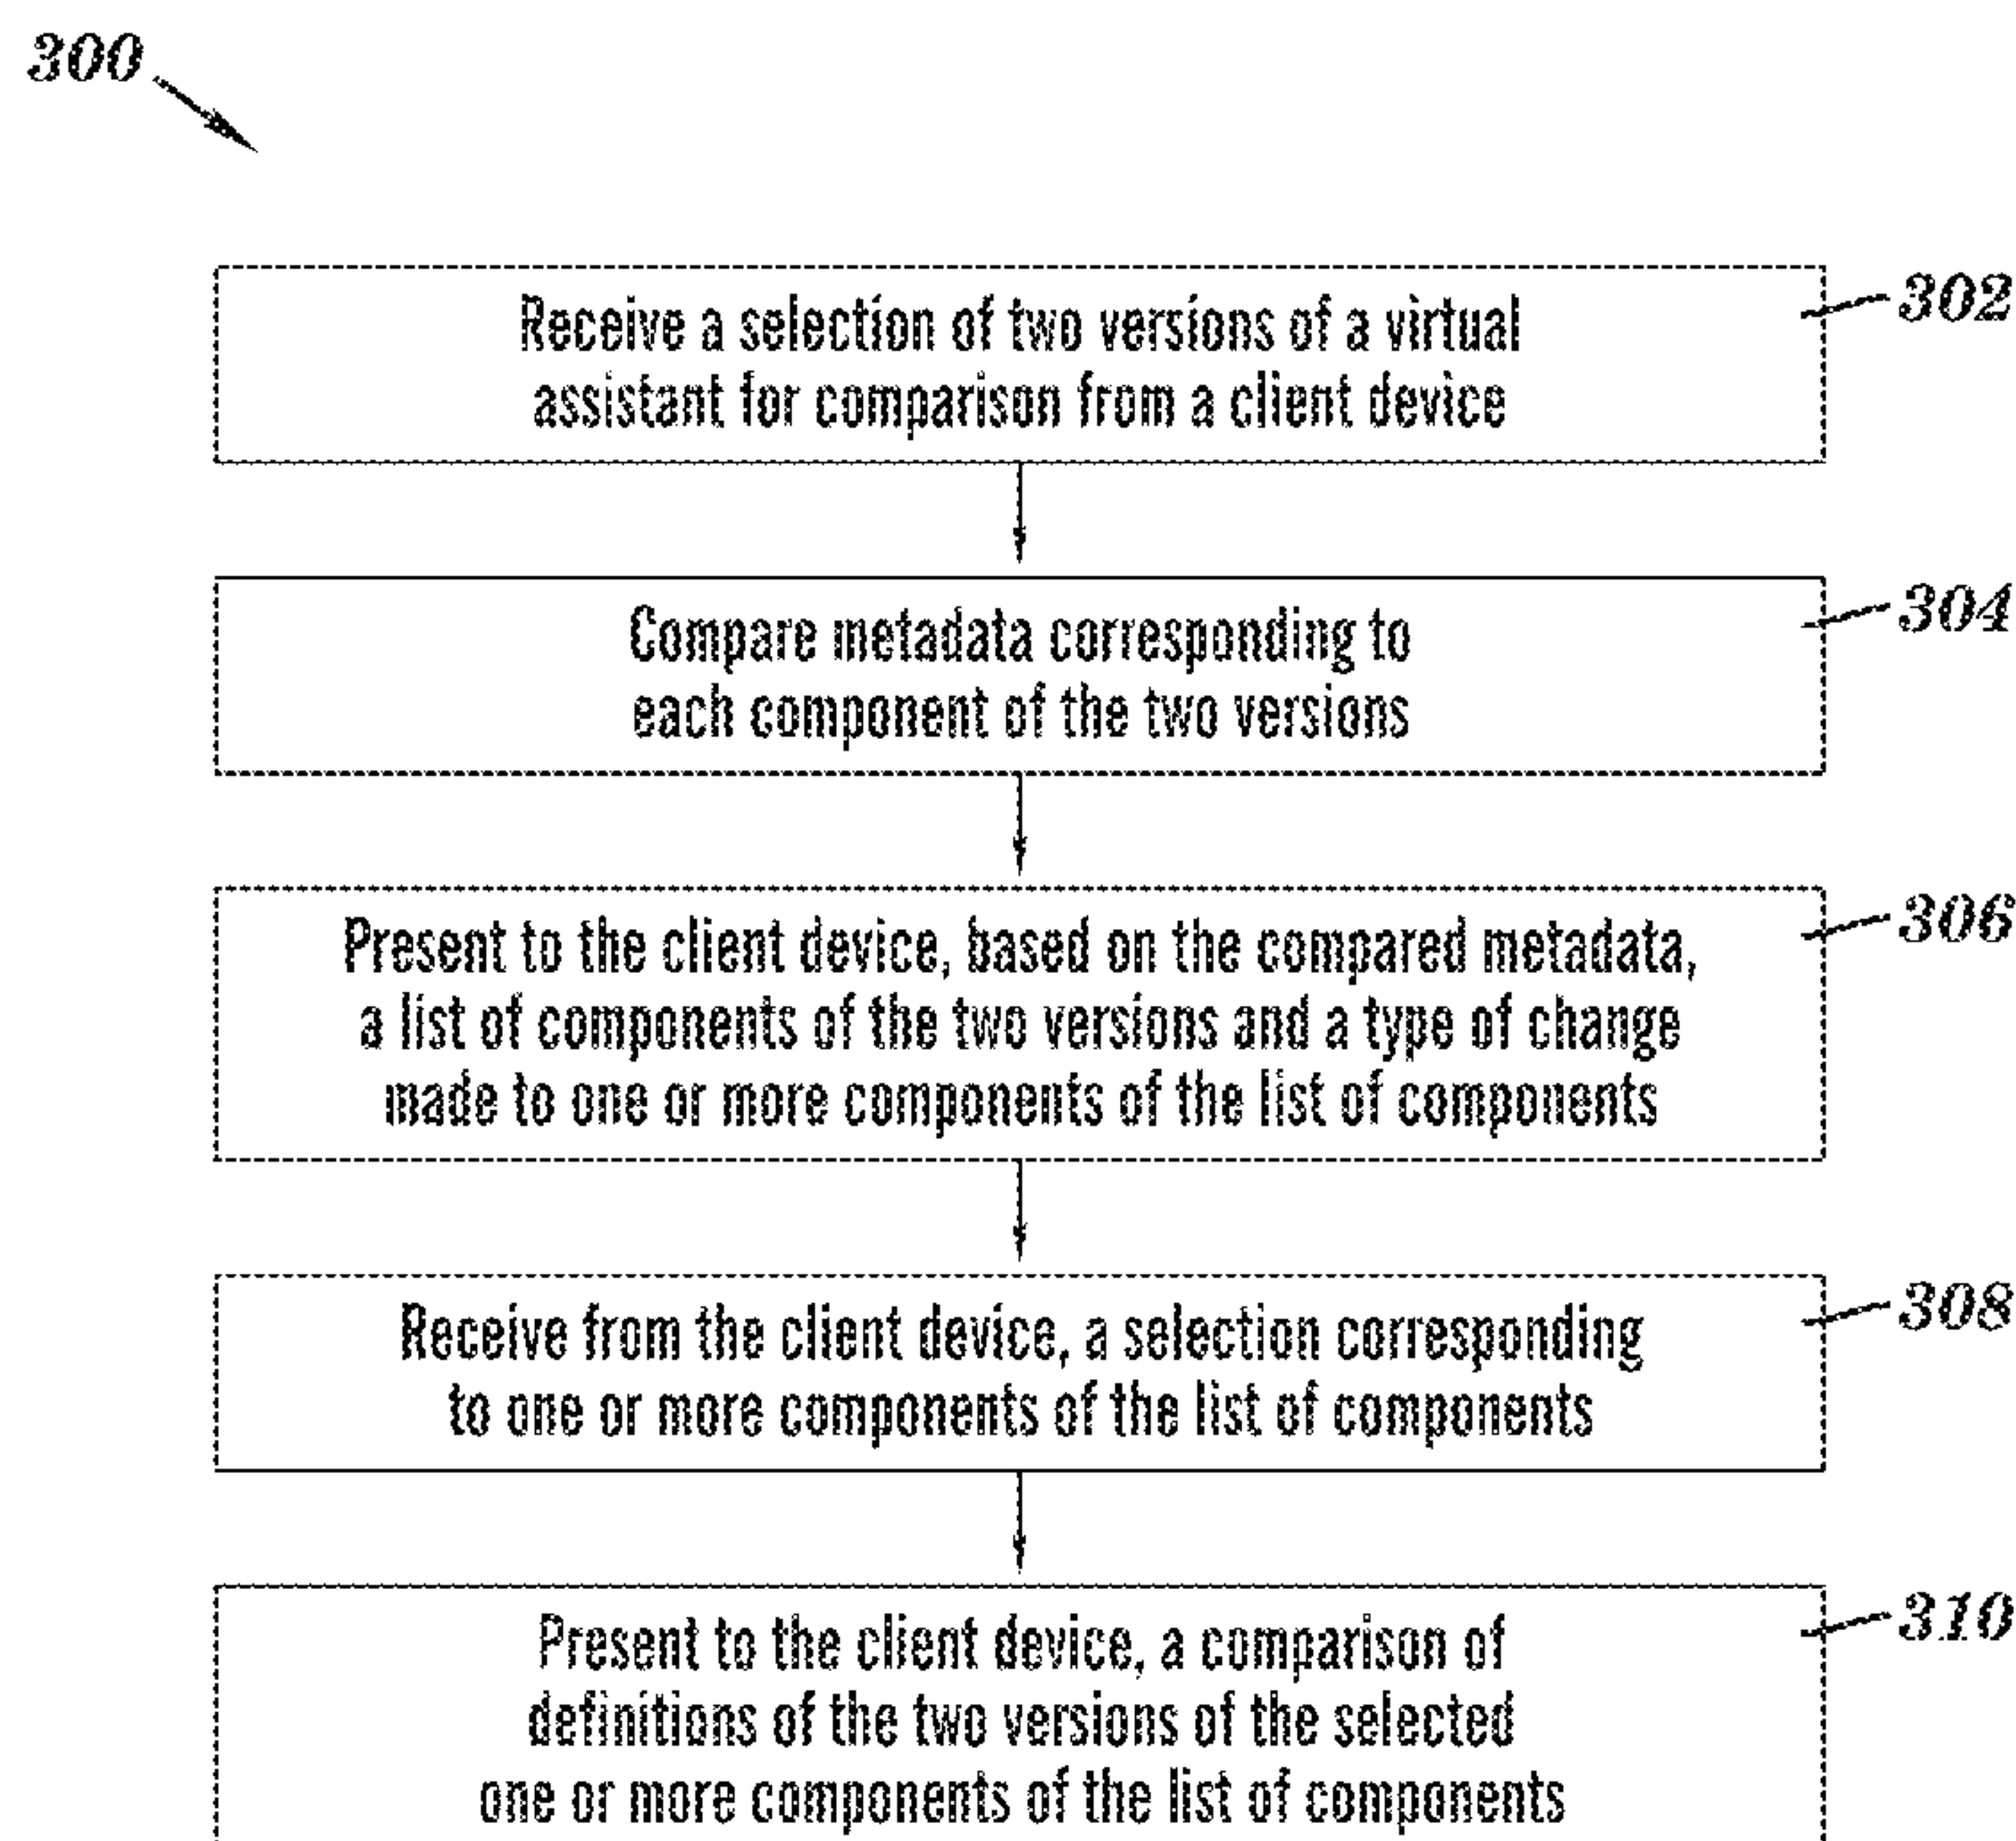 300
Receive a selection of two versions of a virtual
assistant for comparison from a client device
302
Compare metadata corresponding to
each component of the two versions
304
Present to the client device, based on the compared metadata,
a list of components of the two versions and a type of change
made to one or more components of the list of components
306
Receive from the client device, a selection corresponding
to one or more components of the list of components
308
Present to the client device, a comparison of
definitions of the two versions of the selected
one or more components of the list of components
310